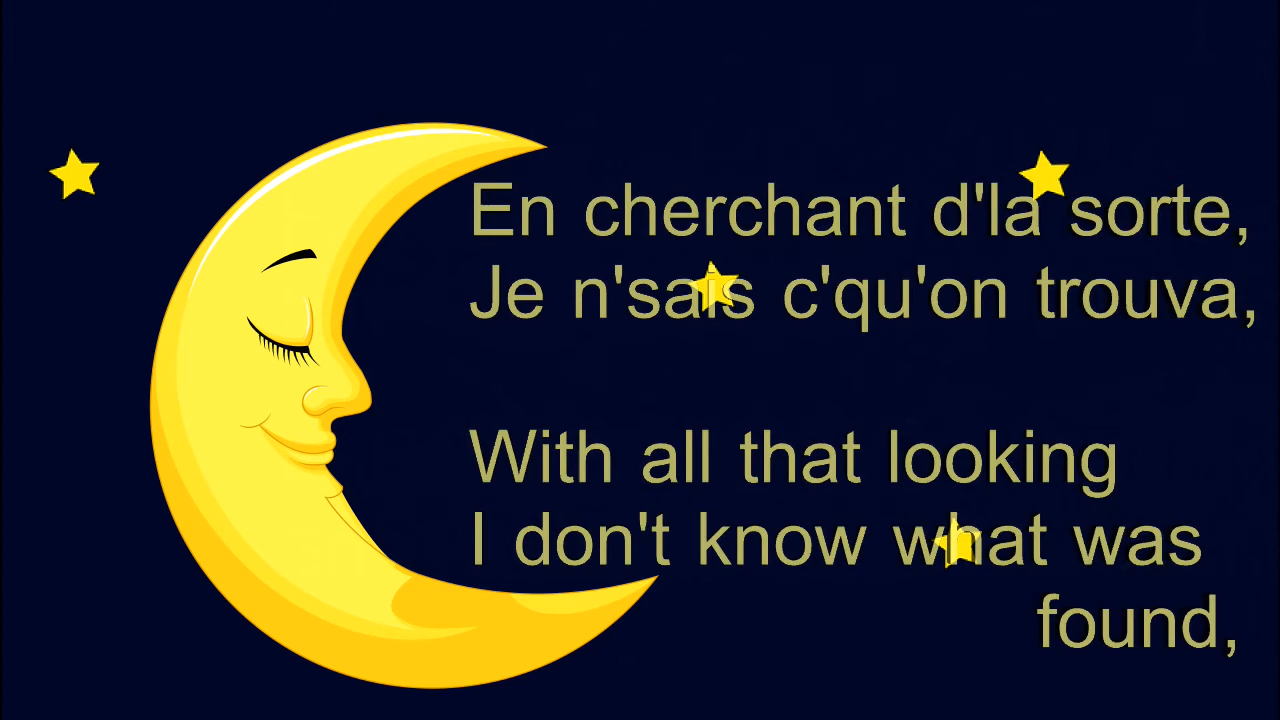 En cherchant d'la sorte,
Je n'sais c'qu'on trouva,
With all that looking
I don't know what was
found,